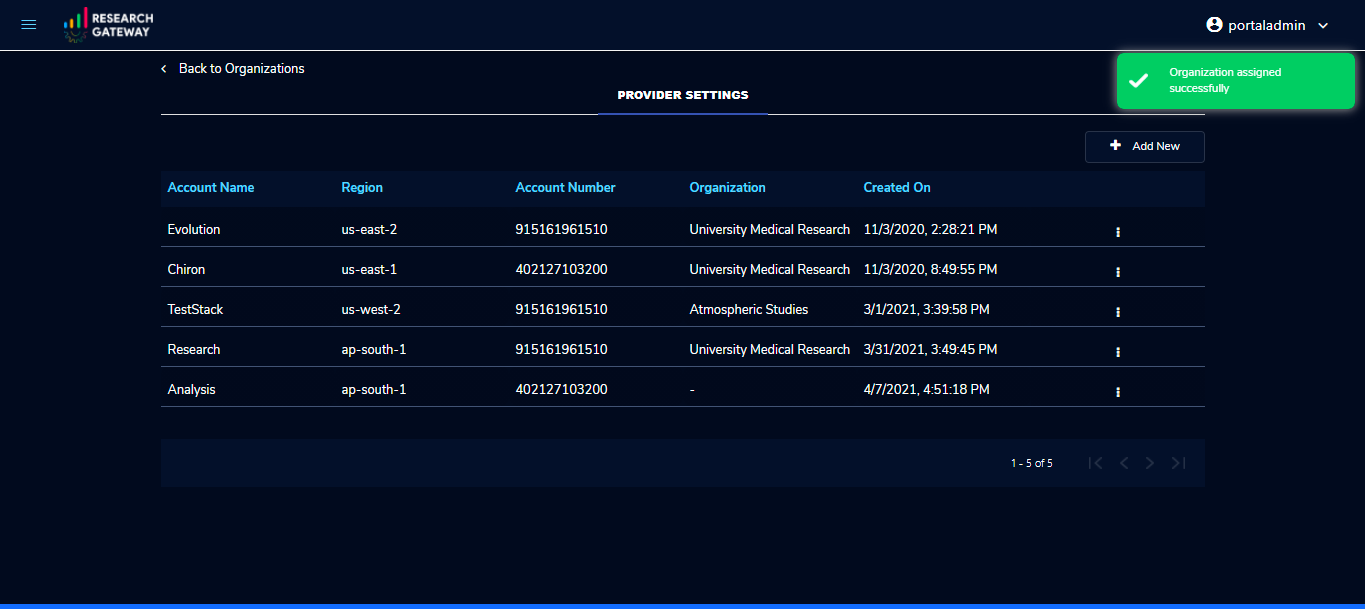 RESEARCH
GATEWAY
portaladmin
Back to Organizations
Organization assigned
successfully
PROVIDER SETTINGS
Add New
Account Name Region Account Number Organization Created On
Evolution us-east-2 915161961510 University Medical Research 11/3/2020, 2:28:21 PM
Chiron us-east-1 402127103200 University Medical Research 11/3/2020, 8:49:55 PM
TestStack us-west-2 915161961510 Atmospheric Studies 3/1/2021, 3:39:58 PM
Research ap-south-1 915161961510 University Medical Research 3/31/2021, 3:49:45 PM
Analysis ap-south-1 402127103200 - 4/7/2021, 4:51:18 PM
1 - 5 of 5